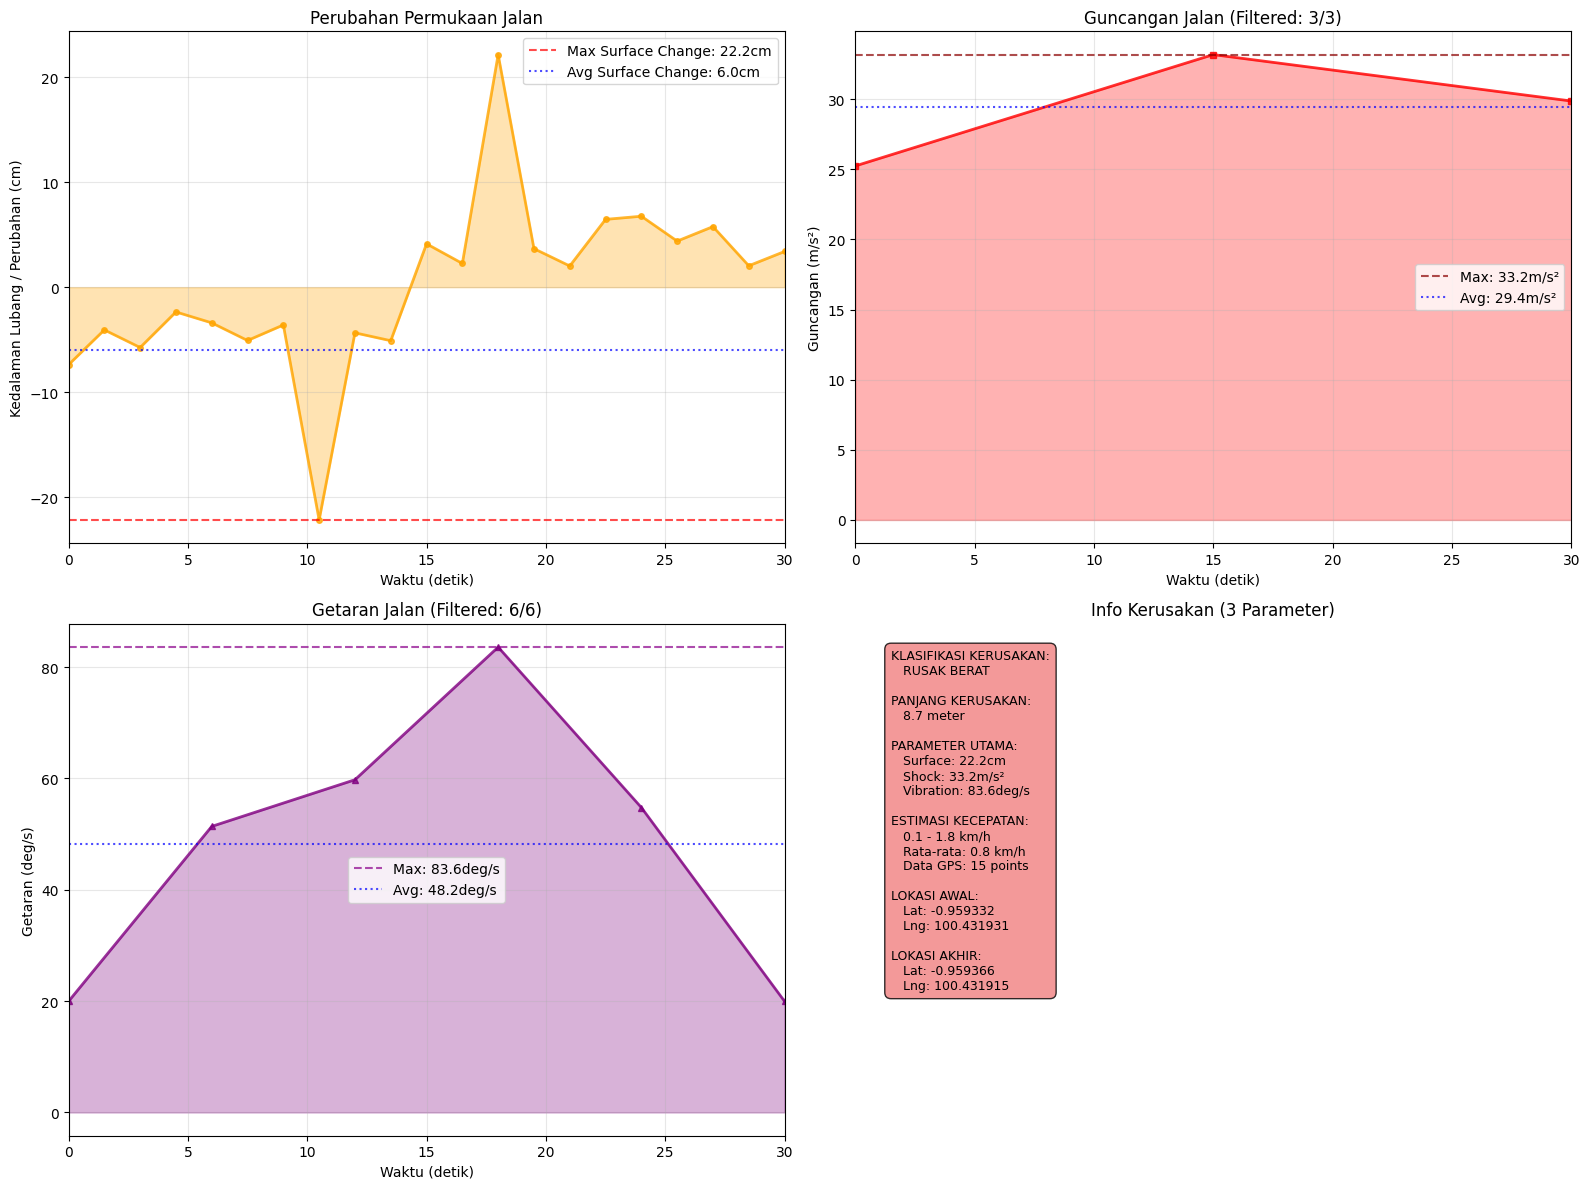 Perubahan Permukaan Jalan
Max Surface Change: 22.2cm
Avg Surface Change: 6.0cm
Kedalaman Lubang / Perubahan (cm)
20
10
0
−10
−20
0
5
10
15
20
25
30
Waktu (detik)
Guncangan Jalan (Filtered: 3/3)
Max: 33.2m/s²
Avg: 29.4m/s²
Guncangan (m/s²)
30
25
20
15
10
5
0
0
5
10
15
20
25
30
Waktu (detik)
Getaran Jalan (Filtered: 6/6)
Max: 83.6deg/s
Avg: 48.2deg/s
Getaran (deg/s)
80
60
40
20
0
0
5
10
15
20
25
30
Waktu (detik)
Info Kerusakan (3 Parameter)
KLASIFIKASI KERUSAKAN:
RUSAK BERAT
PANJANG KERUSAKAN:
8.7 meter
PARAMETER UTAMA:
Surface: 22.2cm
Shock: 33.2m/s²
Vibration: 83.6deg/s
ESTIMASI KECEPATAN:
0.1 - 1.8 km/h
Rata-rata: 0.8 km/h
Data GPS: 15 points
LOKASI AWAL:
Lat: -0.959332
Lng: 100.431931
LOKASI AKHIR:
Lat: -0.959366
Lng: 100.431915